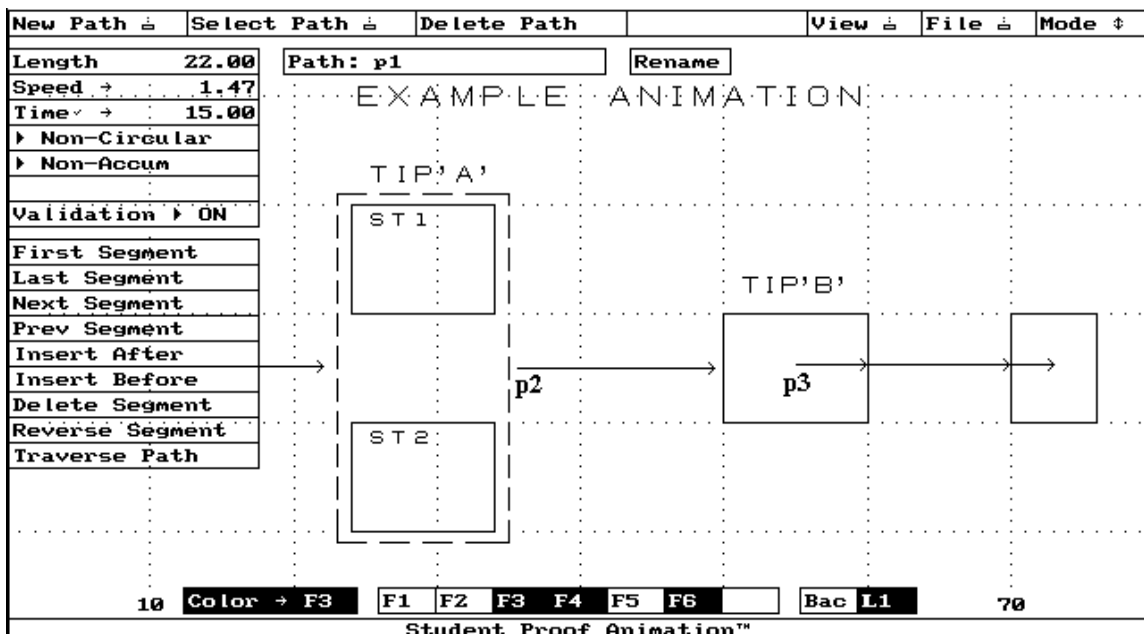 New Path Select Path Delete Path View File Mode
Length 22.00 Path: p1 Rename
Speed → 1.47
EXAMPLE ANIMATION
Time → 15.00
Non-Circular
Non-Accum
TIP'A'
Validation ON
ST1
First Segment
Last Segment
TIP'B'
Next Segment
Prev Segment
Insert After
Insert Before
p2
p3
Delete Segment
Reverse Segment
ST2
Traverse Path
10 Color → F3 F1 F2 F3 F4 F5 F6 Bac L1 70
Student Proof Animation™